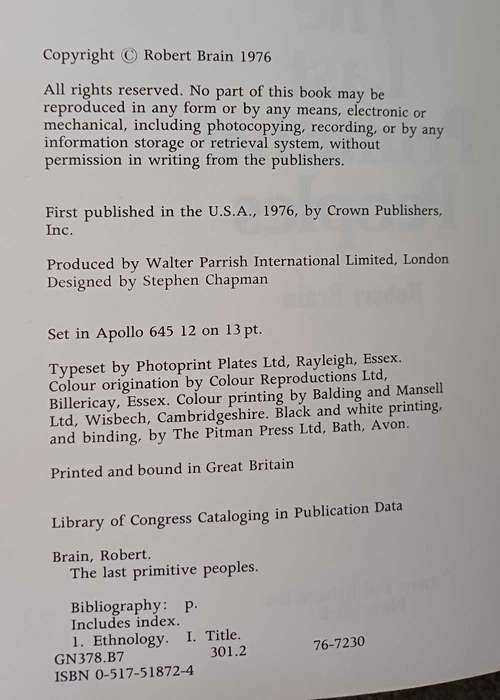 Copyright © Robert Brain 1976
All rights reserved. No part of this book may be
reproduced in any form or by any means, electronic or
mechanical, including photocopying, recording, or by any
information storage or retrieval system, without
permission in writing from the publishers.
First published in the U.S.A., 1976, by Crown Publishers,
Inc.
Produced by Walter Parrish International Limited, London
Designed by Stephen Chapman
Set in Apollo 645 12 on 13 pt.
Typeset by Photoprint Plates Ltd, Rayleigh, Essex.
Colour origination by Colour Reproductions Ltd,
Billericay, Essex. Colour printing by Balding and Mansell
Ltd, Wisbech, Cambridgeshire. Black and white printing,
and binding, by The Pitman Press Ltd, Bath, Avon.
Printed and bound in Great Britain
Library of Congress Cataloging in Publication Data
Brain, Robert.
The last primitive peoples.
Bibliography: p.
Includes index.
1. Ethnology. I. Title.
GN378.B7 301.2 76-7230
ISBN 0-517-51872-4